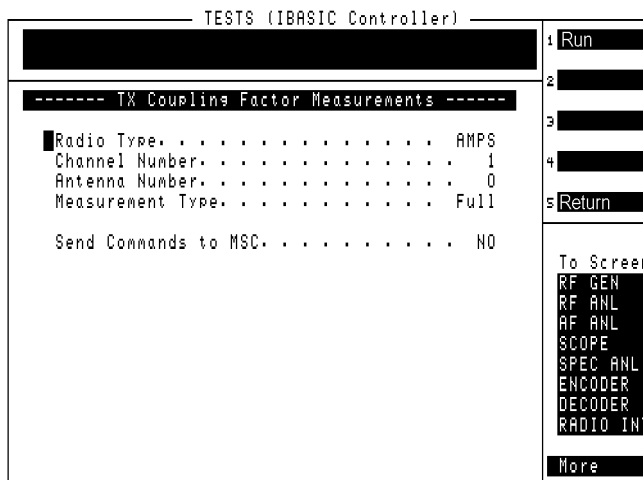 TESTS (IBASIC Controller)
------- TX Coupling Factor Measurements ------
Radio Type. . . . . . . . . . . . . . AMPS
Channel Number. . . . . . . . . . . . . 1
Antenna Number. . . . . . . . . . . . . 0
Measurement Type. . . . . . . . . . . Full
Send Commands to MSC. . . . . . . . . . NO
1 Run
2
3
4
5 Return
To Screen
RF GEN
RF ANL
AF ANL
SCOPE
SPEC ANL
ENCODER
DECODER
RADIO INT
More